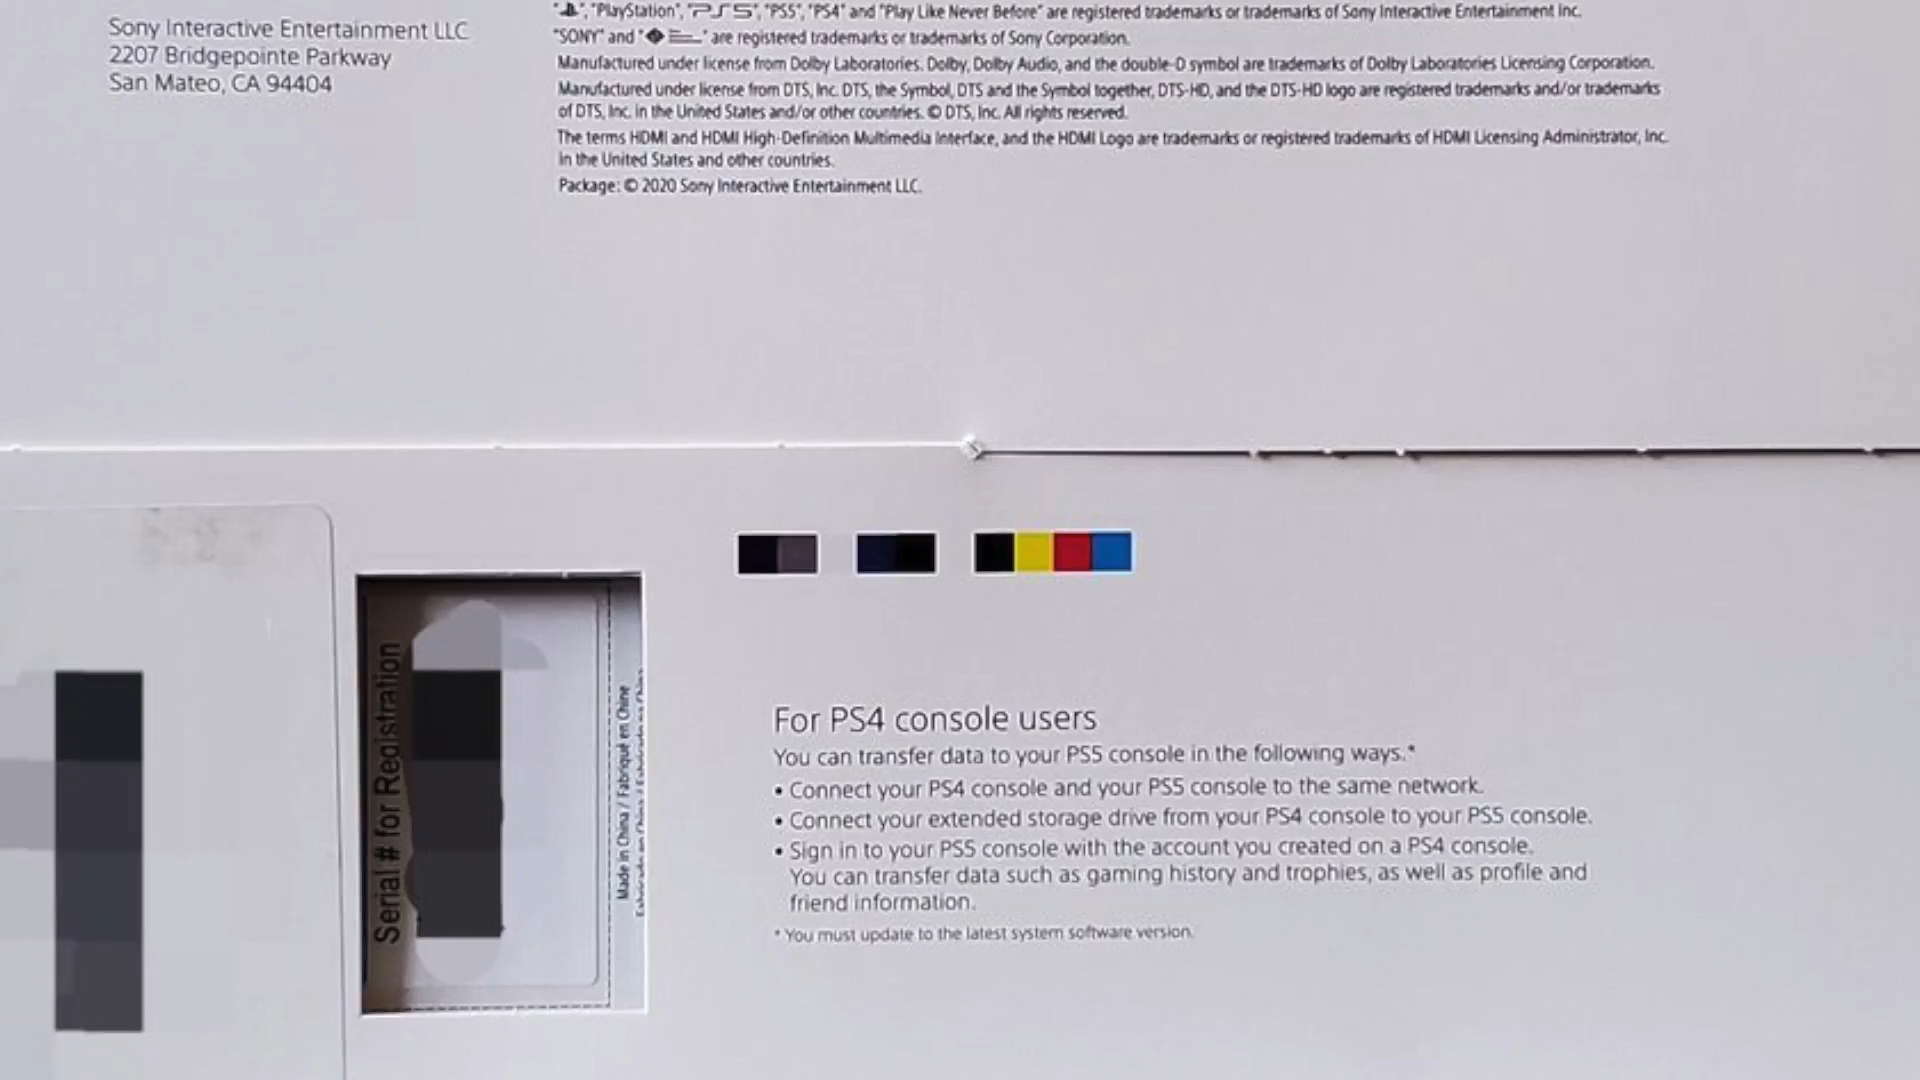 Sony Interactive Entertainment LLC
2207 Bridgepointe Parkway
San Mateo, CA 94404
"PlayStation", "PS5", "PS5", "PS4" and "Play Like Never Before" are registered trademarks or trademarks of Sony Interactive Entertainment Inc.
"SONY" and " " are registered trademarks or trademarks of Sony Corporation.
Manufactured under license from Dolby Laboratories. Dolby, Dolby Audio, and the double-D symbol are trademarks of Dolby Laboratories Licensing Corporation.
Manufactured under license from DTS, Inc. DTS, the Symbol, DTS and the Symbol together, DTS-HD, and the DTS-HD logo are registered trademarks and/or trademarks
of DTS, Inc. in the United States and/or other countries. © DTS, Inc. All rights reserved.
The terms HDMI and HDMI High-Definition Multimedia Interface, and the HDMI Logo are trademarks or registered trademarks of HDMI Licensing Administrator, Inc.
in the United States and other countries.
Package: © 2020 Sony Interactive Entertainment LLC.
Serial # for Registration
Made in China / Fabriqué en Chine
For PS4 console users
You can transfer data to your PS5 console in the following ways.*
• Connect your PS4 console and your PS5 console to the same network.
• Connect your extended storage drive from your PS4 console to your PS5 console.
• Sign in to your PS5 console with the account you created on a PS4 console.
You can transfer data such as gaming history and trophies, as well as profile and
friend information.
* You must update to the latest system software version.